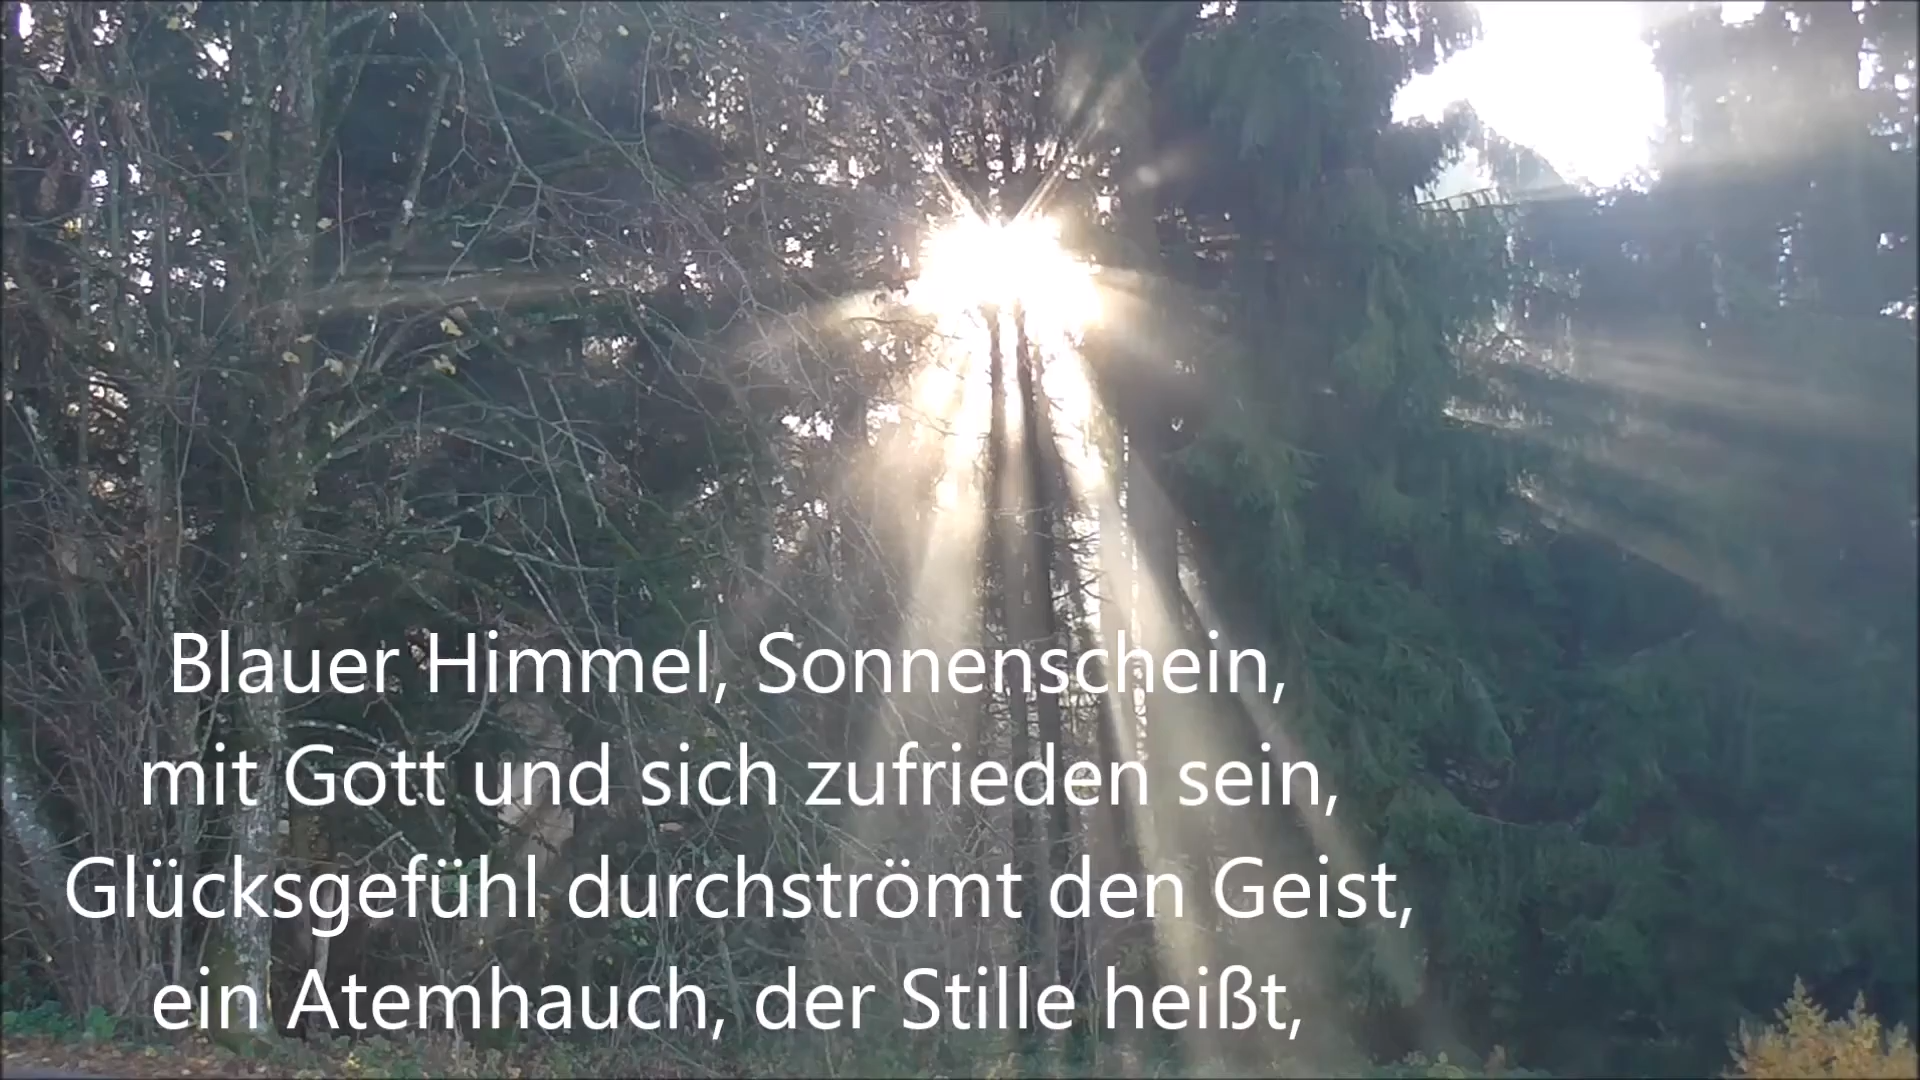 Blauer Himmel, Sonnenschein,
mit Gott und sich zufrieden sein,
Glücksgefühl durchströmt den Geist,
ein Atemhauch, der Stille heißt,